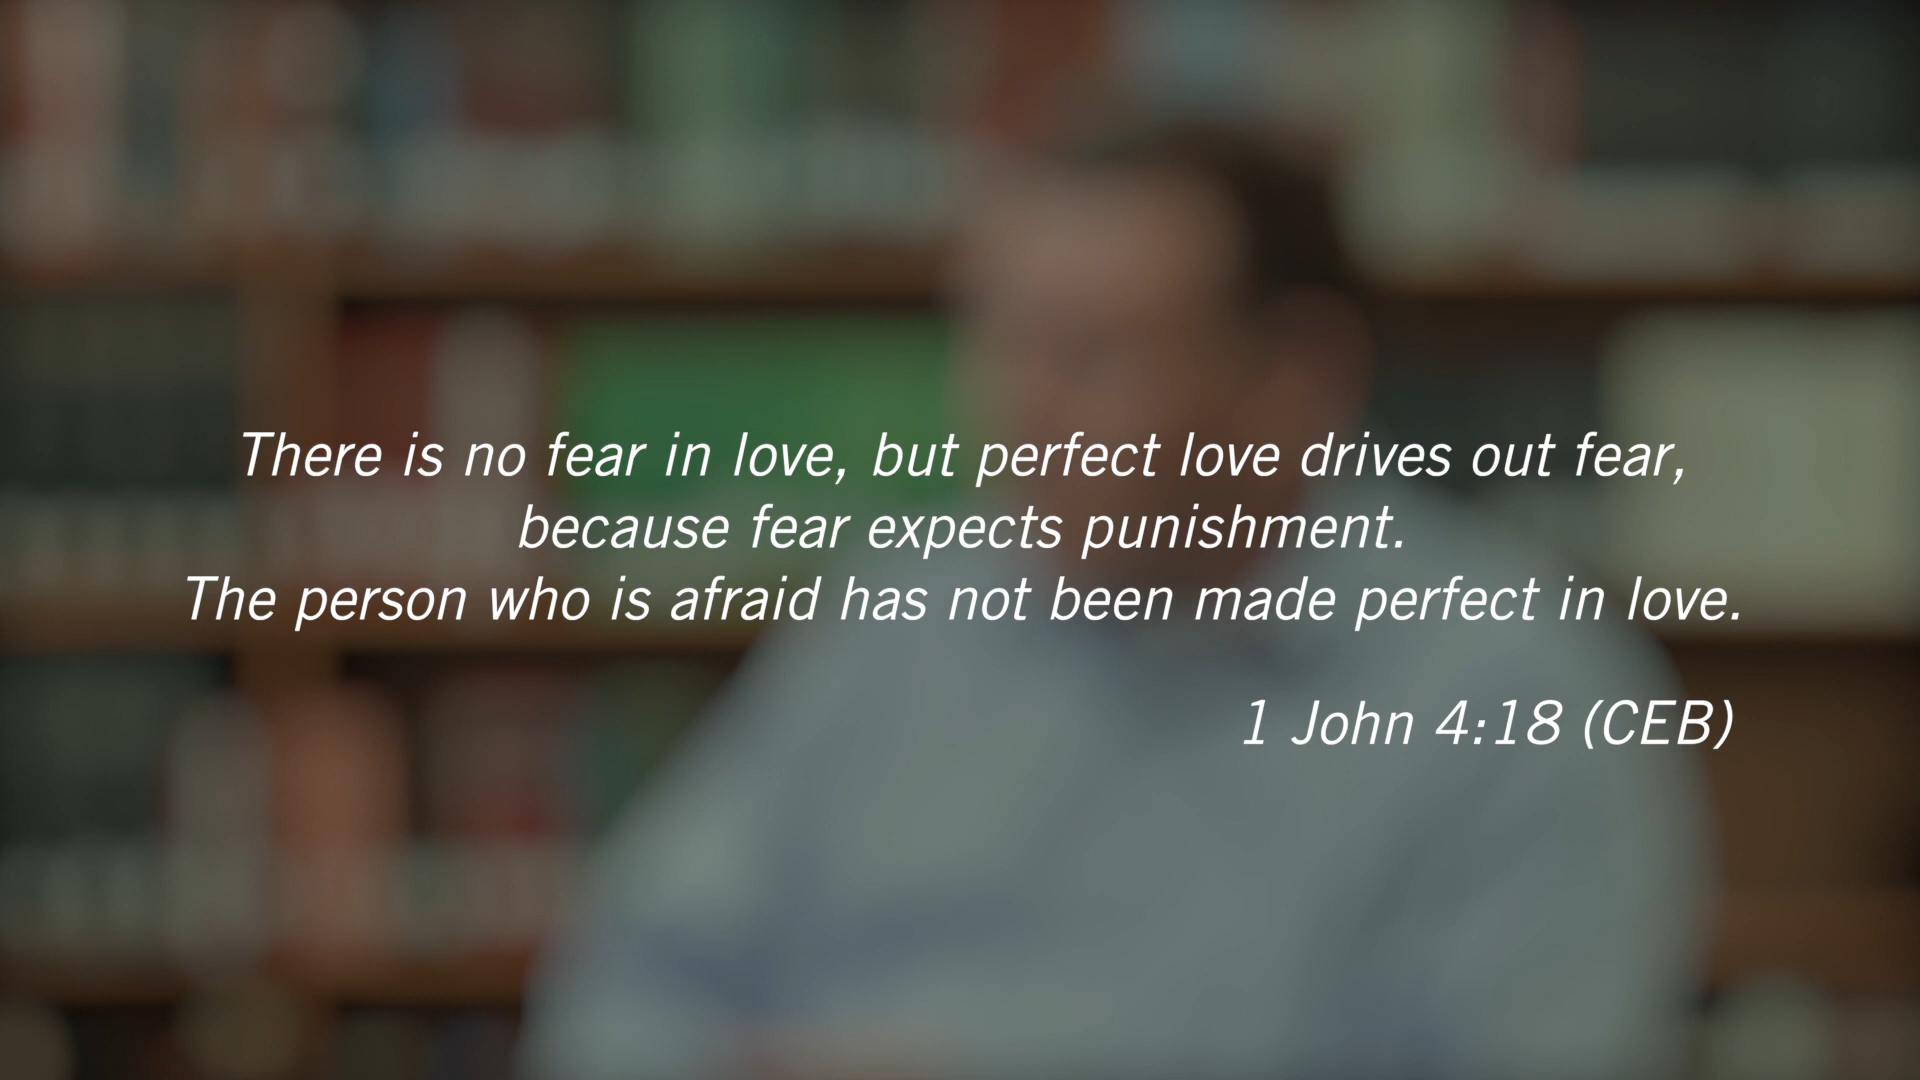 There is no fear in love, but perfect love drives out fear,
because fear expects punishment.
The person who is afraid has not been made perfect in love.
1 John 4:18 (CEB)